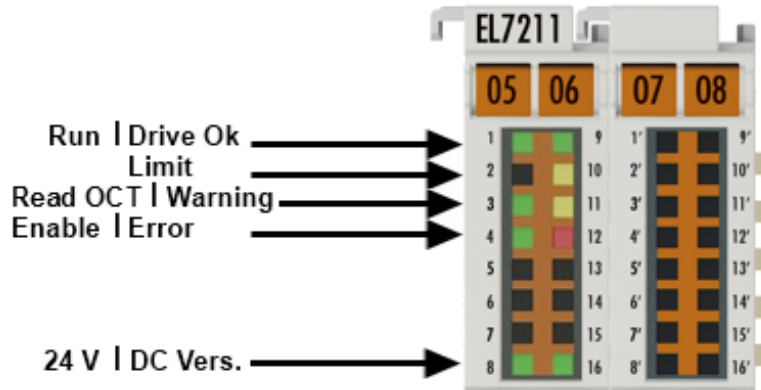 EL7211
05 06 07 08
Run | Drive Ok
1 9 1' 9'
Limit
2 10 2' 10'
Read OCT | Warning
3 11 3' 11'
Enable | Error
4 12 4' 12'
5 13 5' 13'
6 14 6' 14'
7 15 7' 15'
24 V | DC Vers.
8 16 8' 16'